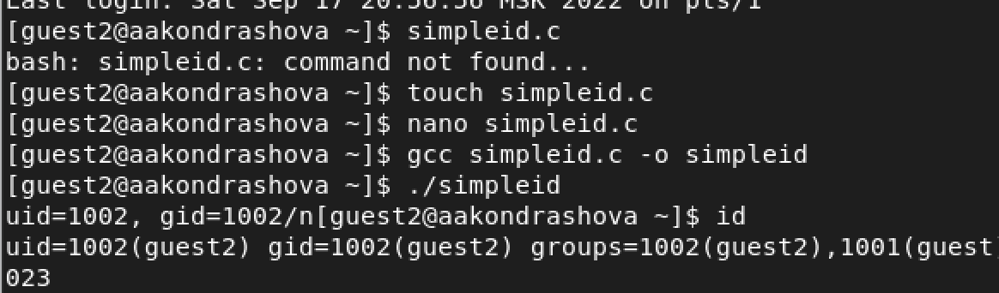 Last login: Sat Sep 17 20:56:56 MSK 2022 on pts/1
[guest2@aakondrashova ~]$ simpleid.c
bash: simpleid.c: command not found...
[guest2@aakondrashova ~]$ touch simpleid.c
[guest2@aakondrashova ~]$ nano simpleid.c
[guest2@aakondrashova ~]$ gcc simpleid.c -o simpleid
[guest2@aakondrashova ~]$ ./simpleid
uid=1002, gid=1002/n[guest2@aakondrashova ~]$ id
uid=1002(guest2) gid=1002(guest2) groups=1002(guest2),1001(guest)
023